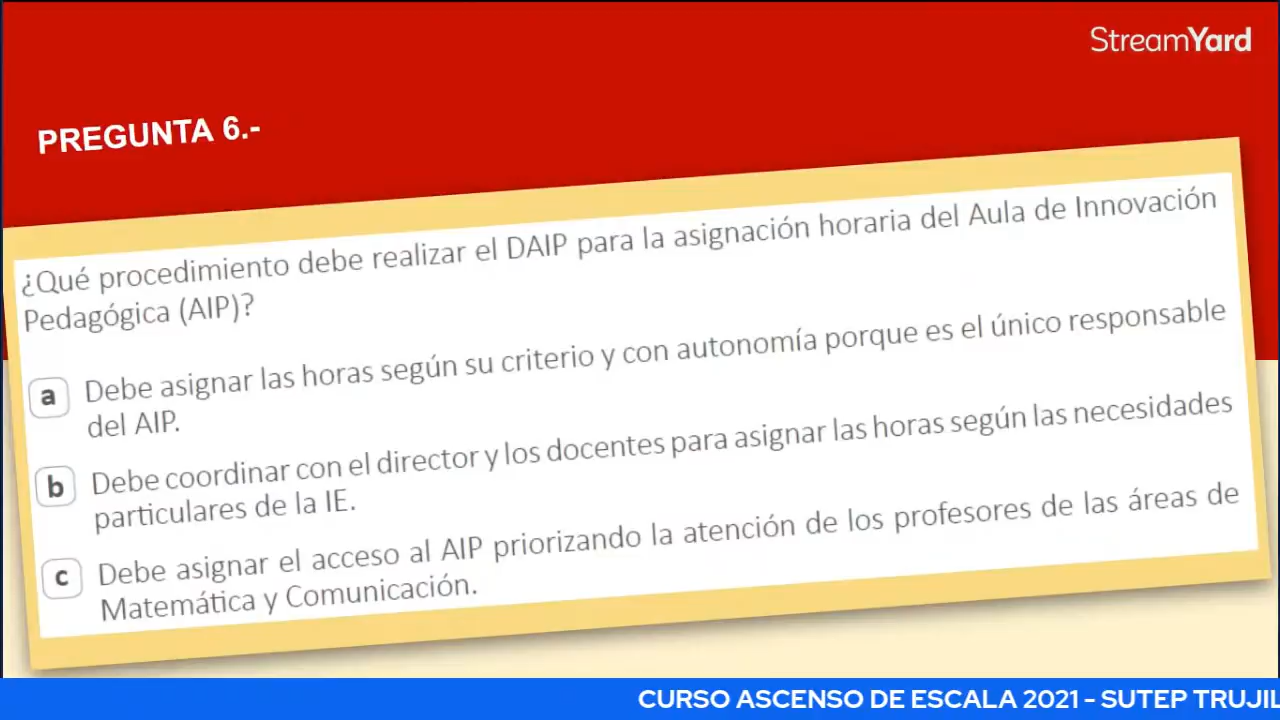 StreamYard
PREGUNTA 6.-
¿Qué procedimiento debe realizar el DAIP para la asignación horaria del Aula de Innovación
Pedagógica (AIP)?
a Debe asignar las horas según su criterio y con autonomía porque es el único responsable
del AIP.
b Debe coordinar con el director y los docentes para asignar las horas según las necesidades
particulares de la IE.
c Debe asignar el acceso al AIP priorizando la atención de los profesores de las áreas de
Matemática y Comunicación.
CURSO ASCENSO DE ESCALA 2021 - SUTEP TRUJIL